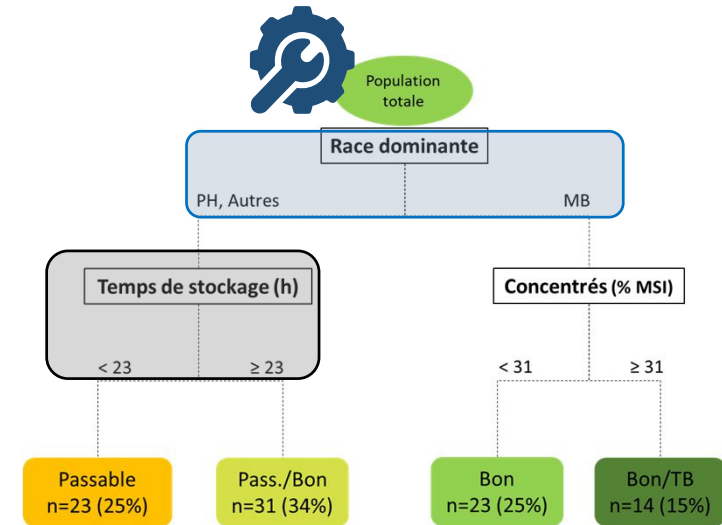 Population
totale
Race dominante
PH, Autres
MB
Temps de stockage (h)
Concentrés (% MSI)
< 23
≥ 23
< 31
≥ 31
Passable
n=23 (25%)
Pass./Bon
n=31 (34%)
Bon
n=23 (25%)
Bon/TB
n=14 (15%)